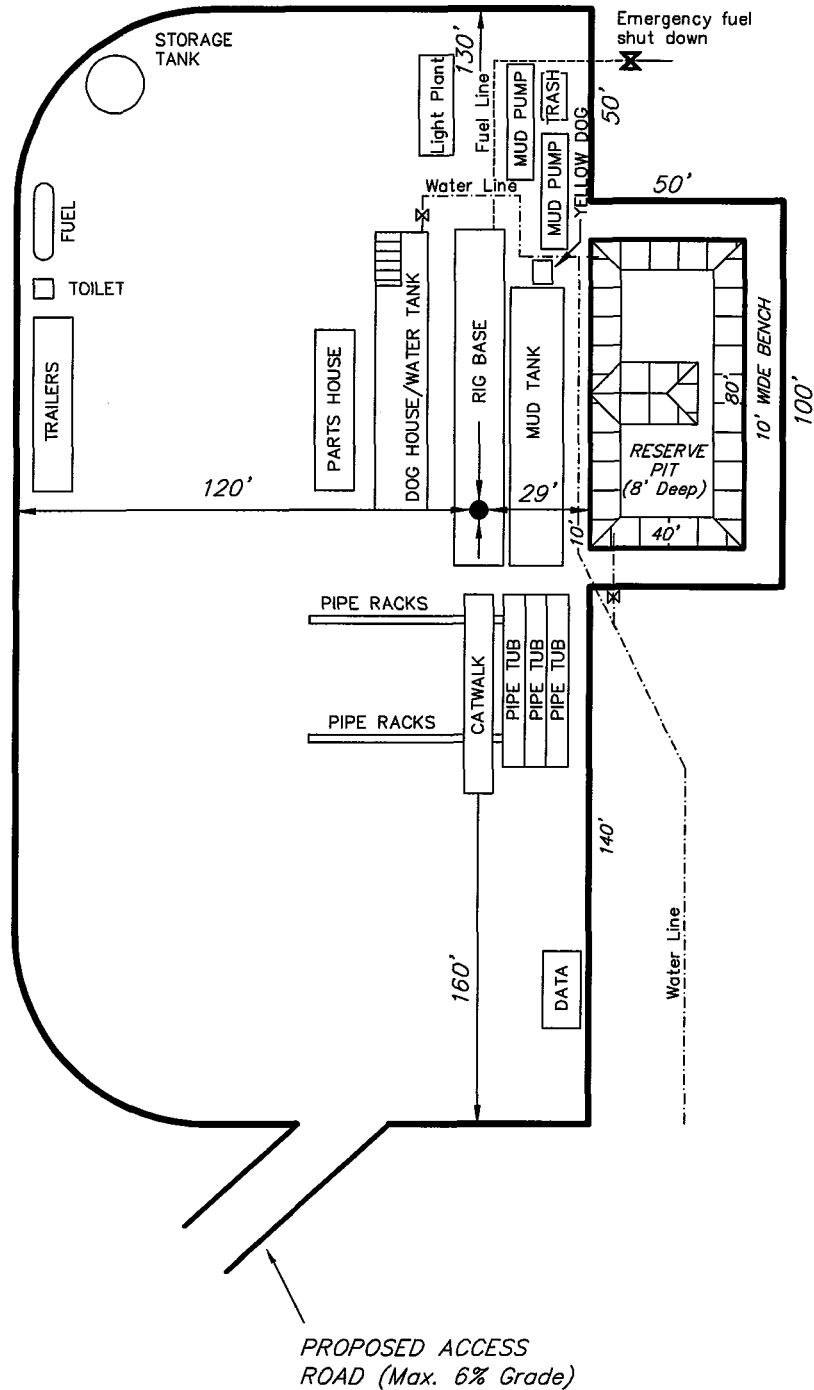 Emergency fuel
shut down
STORAGE
TANK
130'
Light Plant
Fuel Line
MUD PUMP
TRASH
50'
MUD PUMP
YELLOW DOG
Water Line
50'
FUEL
TOILET
TRAILERS
PARTS HOUSE
DOG HOUSE/WATER TANK
RIG BASE
MUD TANK
80'
10' WIDE BENCH
100'
RESERVE
PIT
(8' Deep)
120'
29'
10'
40'
PIPE RACKS
PIPE RACKS
CATWALK
PIPE TUB
PIPE TUB
PIPE TUB
140'
160'
DATA
Water Line
PROPOSED ACCESS
ROAD (Max. 6% Grade)